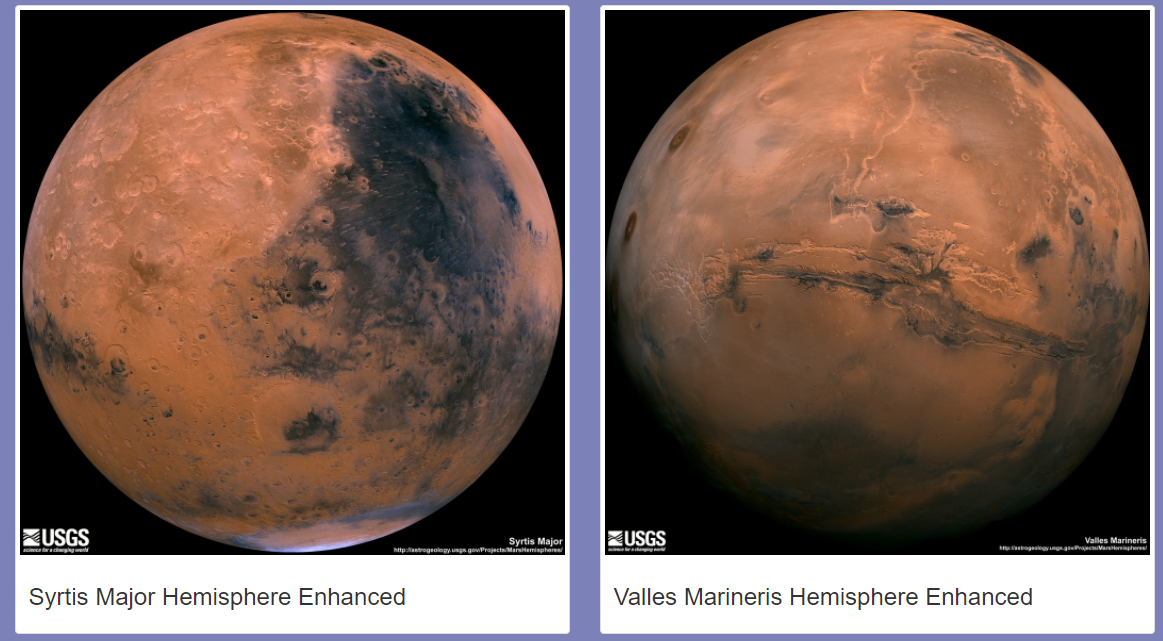 USGS
science for a changing world
Syrtis Major
http://astrogeology.usgs.gov/Projects/MarsHemispheres/
Syrtis Major Hemisphere Enhanced
USGS
science for a changing world
Valles Marineris
http://astrogeology.usgs.gov/Projects/MarsHemispheres/
Valles Marineris Hemisphere Enhanced